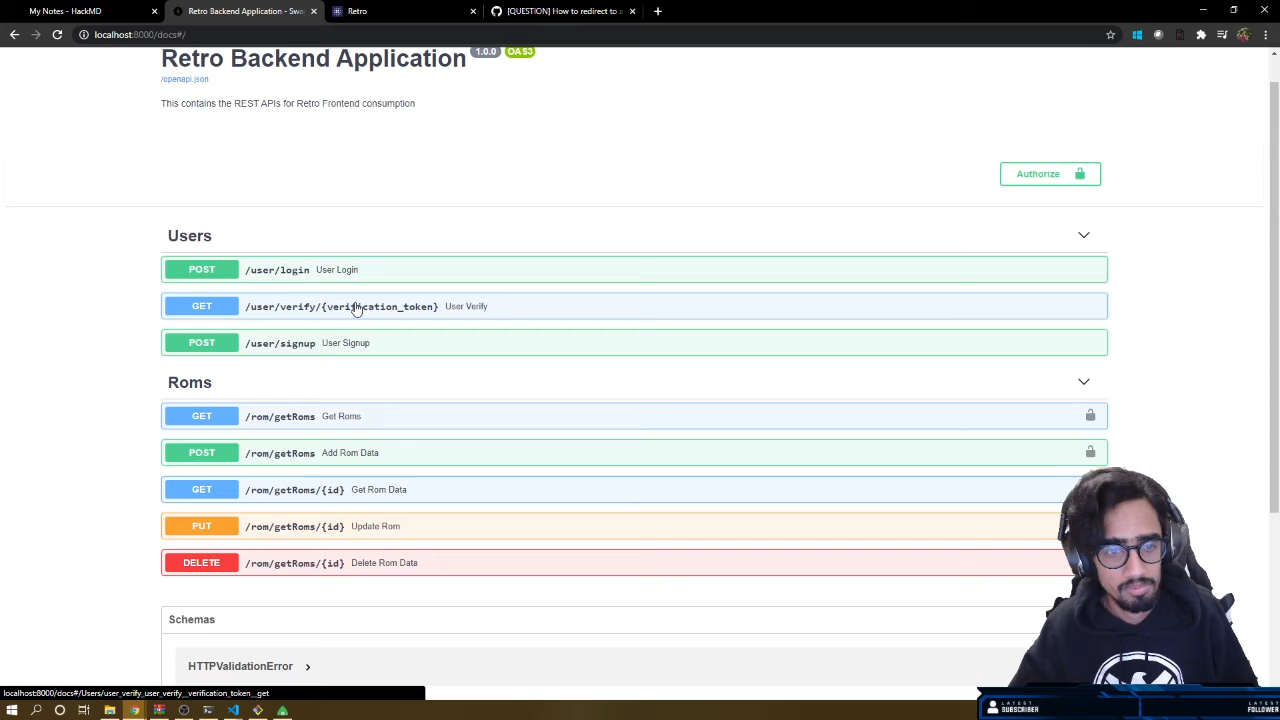 My Notes - HackMD
Retro Backend Application - Swa
Retro
[QUESTION] How to redirect to a
localhost:8000/docs#/
Retro Backend Application 1.0.0 OAS3
/openapi.json
This contains the REST APIs for Retro Frontend consumption
Authorize
Users
POST /user/login User Login
GET /user/verify/{verification_token} User Verify
POST /user/signup User Signup
Roms
GET /rom/getRoms Get Roms
POST /rom/getRoms Add Rom Data
GET /rom/getRoms/{id} Get Rom Data
PUT /rom/getRoms/{id} Update Rom
DELETE /rom/getRoms/{id} Delete Rom Data
Schemas
HTTPValidationError
localhost:8000/docs#/Users/user_verify_user_verify__verification_token__get
LATEST SUBSCRIBER
LATEST FOLLOWER